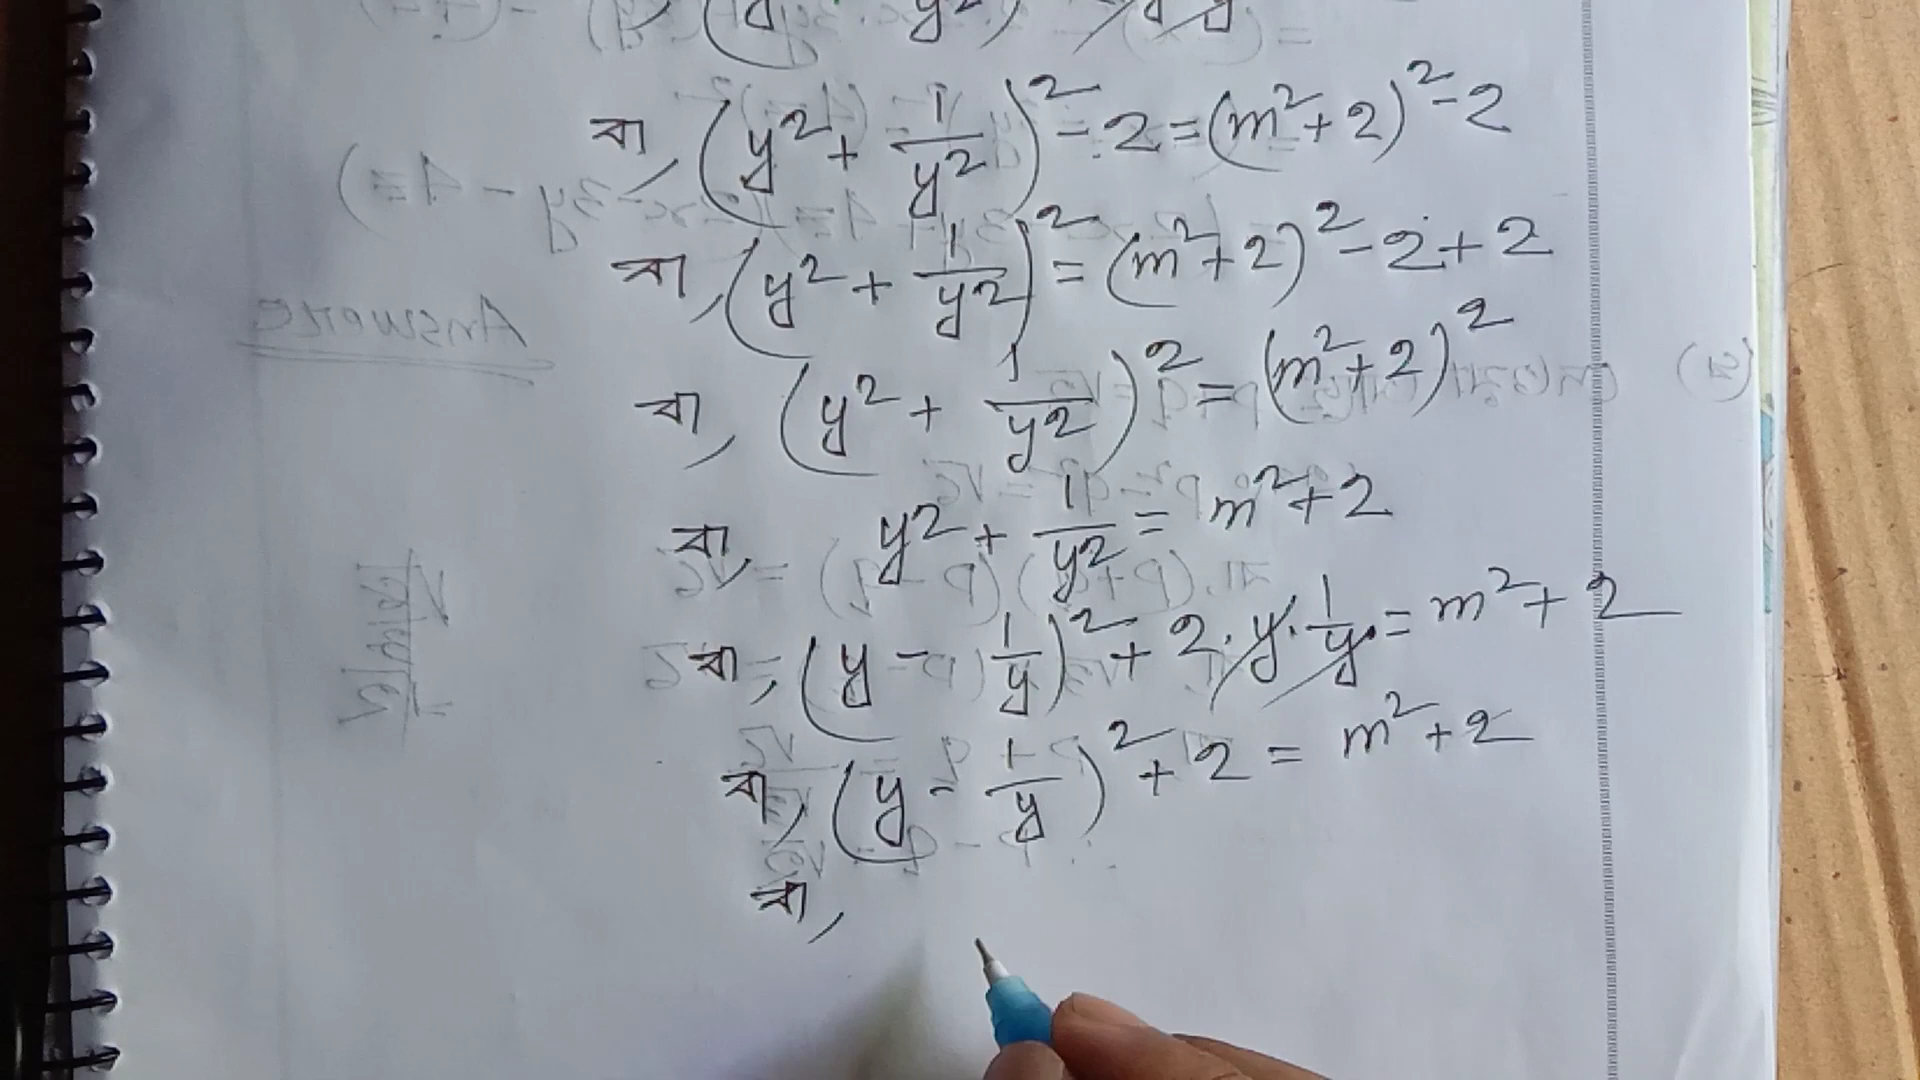 বা, (y² + 1/y²)² - 2 = (m² + 2)² - 2
বা, (y² + 1/y²)² = (m² + 2)² - 2 + 2
বা, (y² + 1/y²)² = (m² + 2)²
বা, y² + 1/y² = m² + 2
বা, (y - 1/y)² + 2.y.1/y = m² + 2
বা, (y - 1/y)² + 2 = m² + 2
বা,